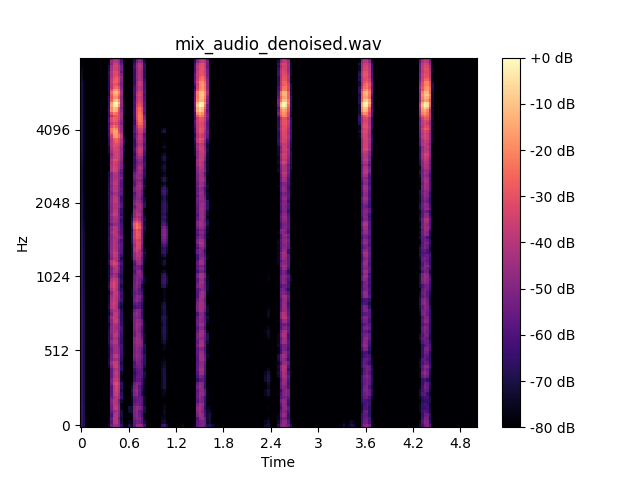 mix_audio_denoised.wav
Hz
4096
2048
1024
512
0
0 0.6 1.2 1.8 2.4 3 3.6 4.2 4.8
Time
+0 dB
-10 dB
-20 dB
-30 dB
-40 dB
-50 dB
-60 dB
-70 dB
-80 dB